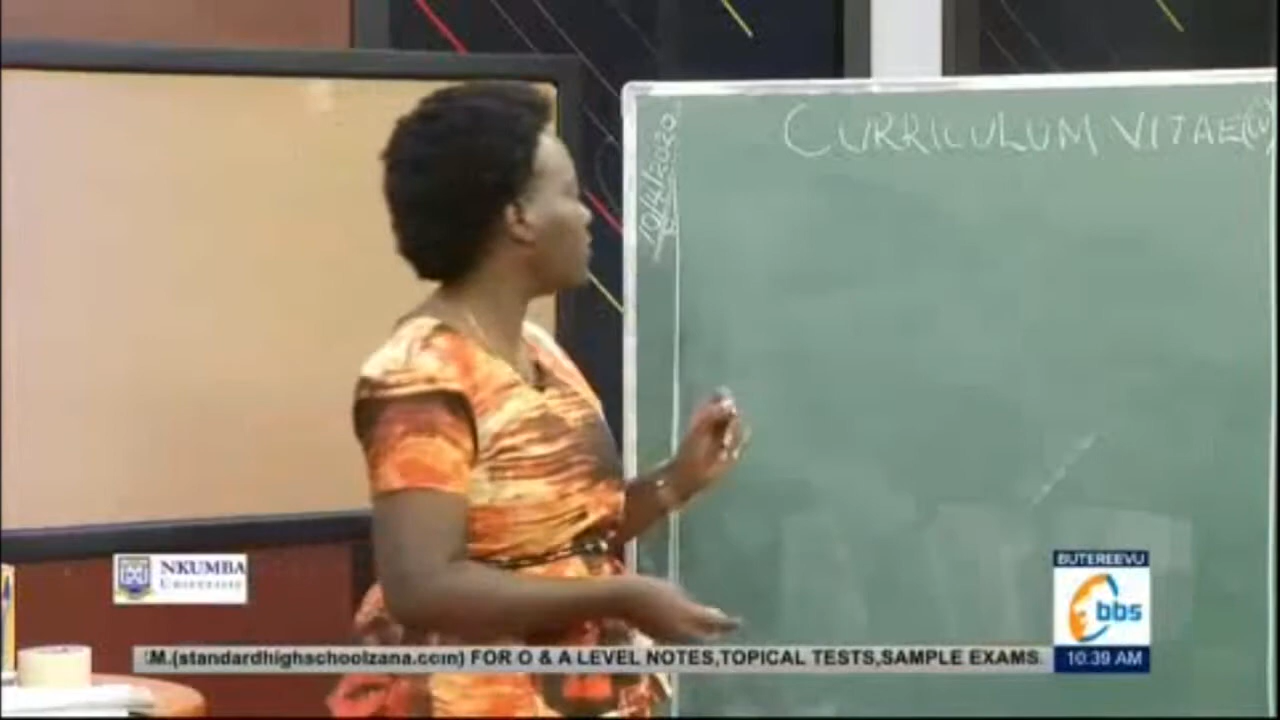 CURRICULUM VITAE(CV)
10/4/2020
NKUMBA
UNIVERSITY
BUTEREEVU
bbs
10:39 AM
M.(standardhighschoolzana.com) FOR O & A LEVEL NOTES,TOPICAL TESTS,SAMPLE EXAMS.